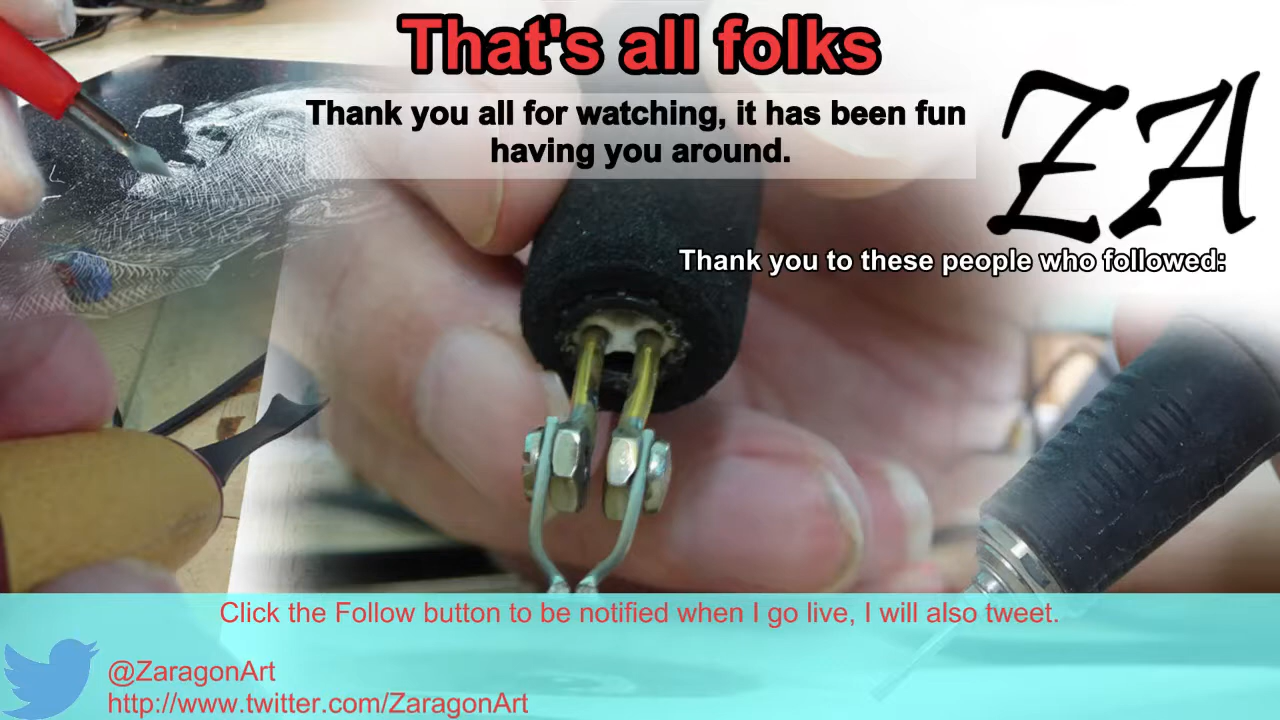 That's all folks
Thank you all for watching, it has been fun
having you around.
ZA
Thank you to these people who followed:
Click the Follow button to be notified when I go live, I will also tweet.
@ZaragonArt
http://www.twitter.com/ZaragonArt